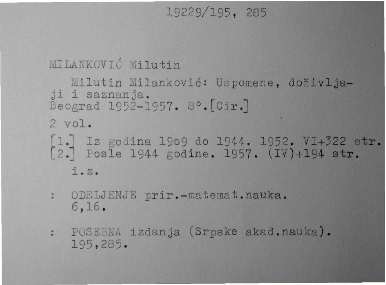 19229/195, 285
MILANKOVIĆ Milutin
Milutin Milanković: Uspomene, doživlja-
ji i saznanja.
Beograd 1952-1957. 8°.[Cir.]
2 vol.
[1.] Iz godina 1909 do 1944. 1952. VI+322 str.
[2.] Posle 1944 godine. 1957. (IV)+194 str.
i.z.
: ODELJENJE prir.-matemat.nauka.
6,16.
: POSEBNA izdanja (Srpske akad.nauka).
195,285.